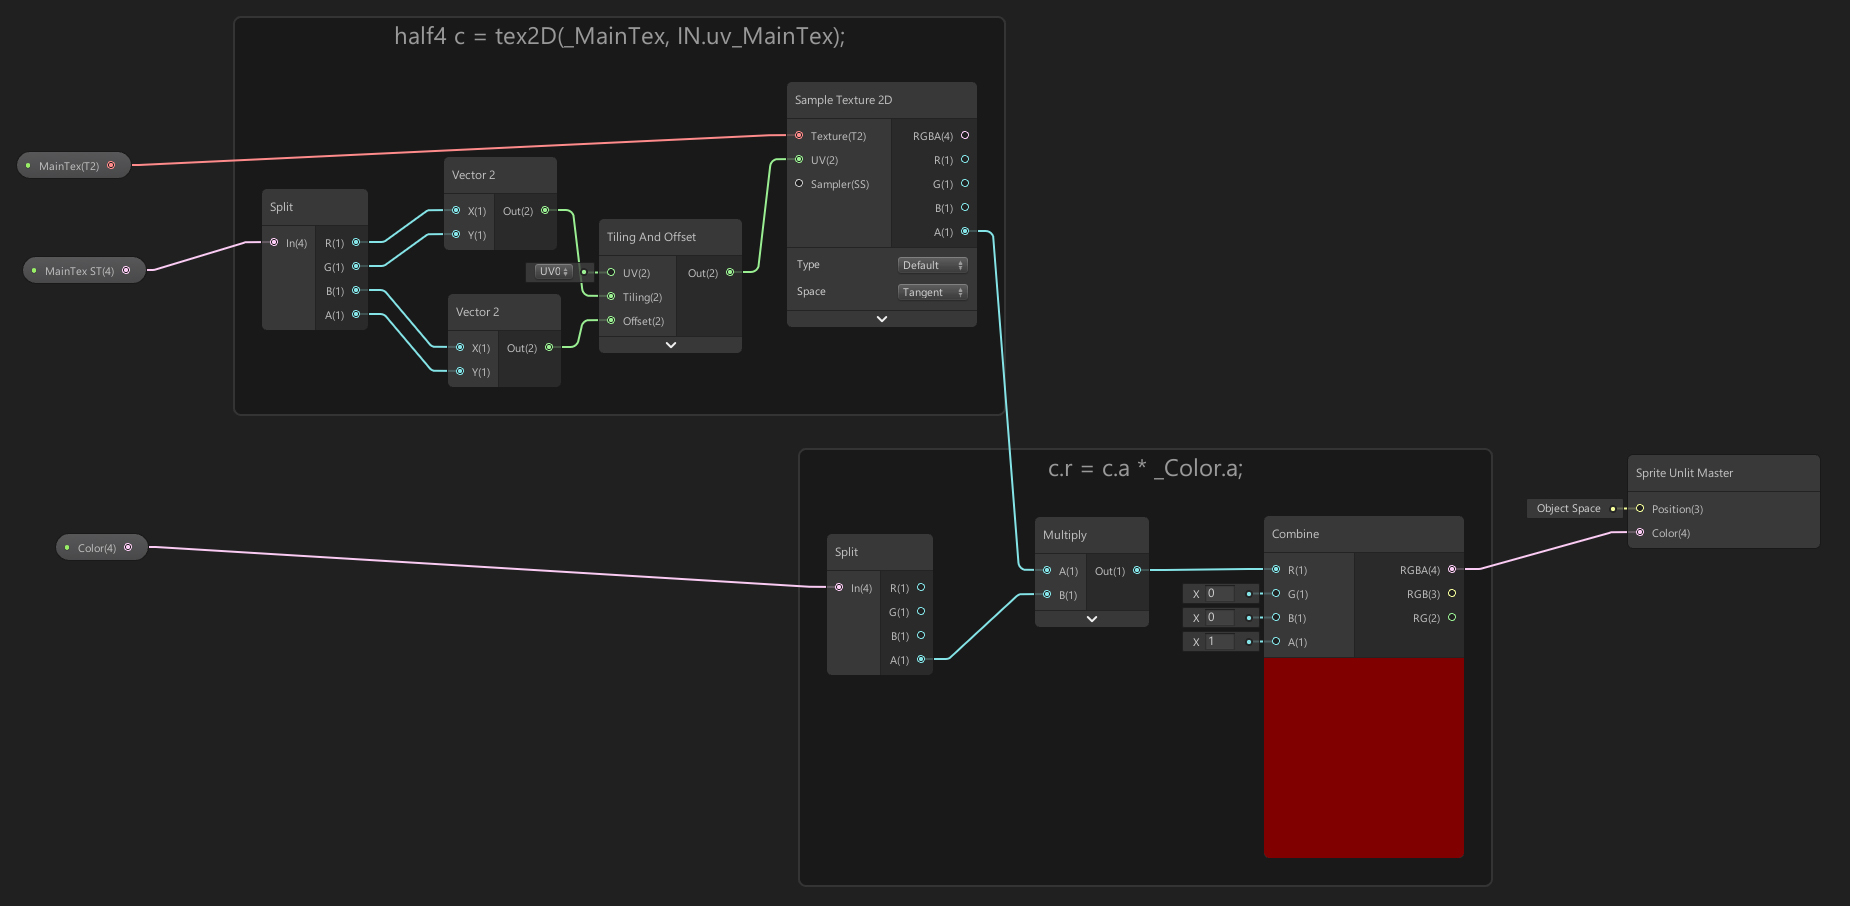 half4 c = tex2D(_MainTex, IN.uv_MainTex);
MainTex(T2)
MainTex ST(4)
Split
In(4)
R(1)
G(1)
B(1)
A(1)
Vector 2
X(1)
Out(2)
Y(1)
Vector 2
X(1)
Out(2)
Y(1)
UV0
Tiling And Offset
UV(2)
Out(2)
Tiling(2)
Offset(2)
Sample Texture 2D
Texture(T2)
RGBA(4)
UV(2)
R(1)
Sampler(SS)
G(1)
B(1)
A(1)
Type
Default
Space
Tangent
c.r = c.a * _Color.a;
Color(4)
Split
In(4)
R(1)
G(1)
B(1)
A(1)
Multiply
A(1)
Out(1)
B(1)
X 0
X 0
X 1
Combine
R(1)
RGBA(4)
G(1)
RGB(3)
B(1)
RG(2)
A(1)
Sprite Unlit Master
Object Space
Position(3)
Color(4)